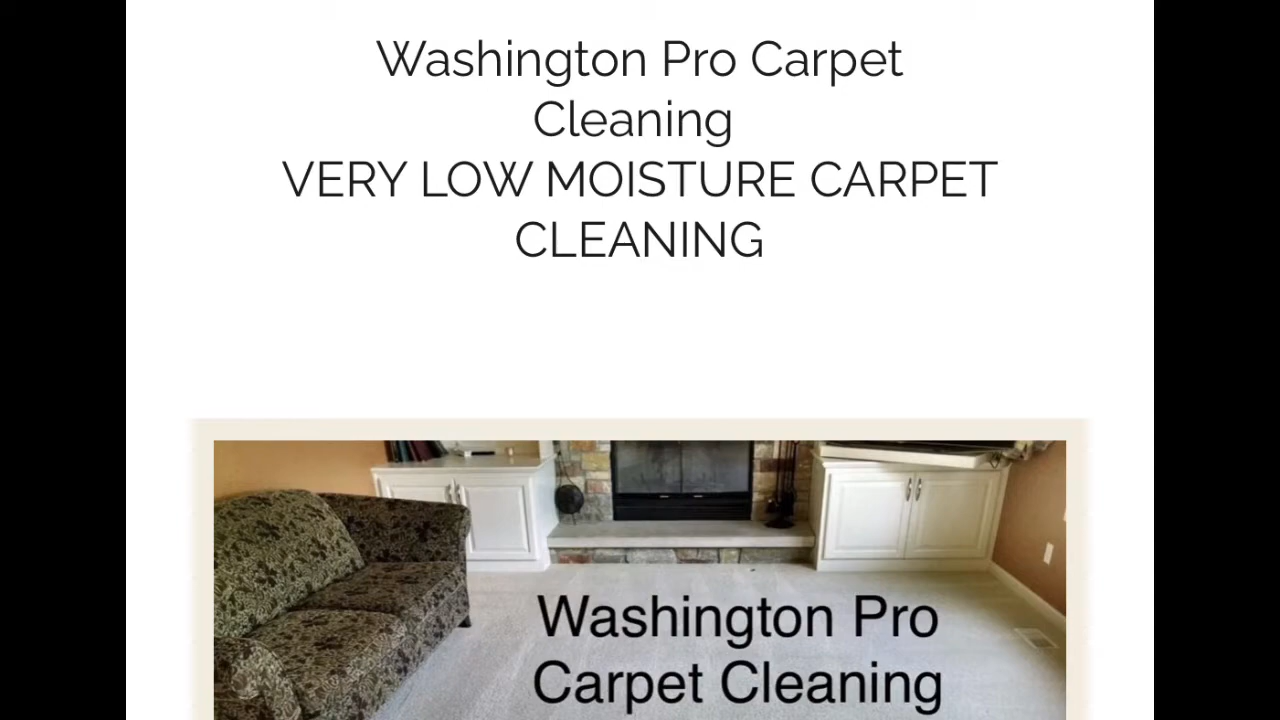 Washington Pro Carpet
Cleaning
VERY LOW MOISTURE CARPET
CLEANING
Washington Pro
Carpet Cleaning